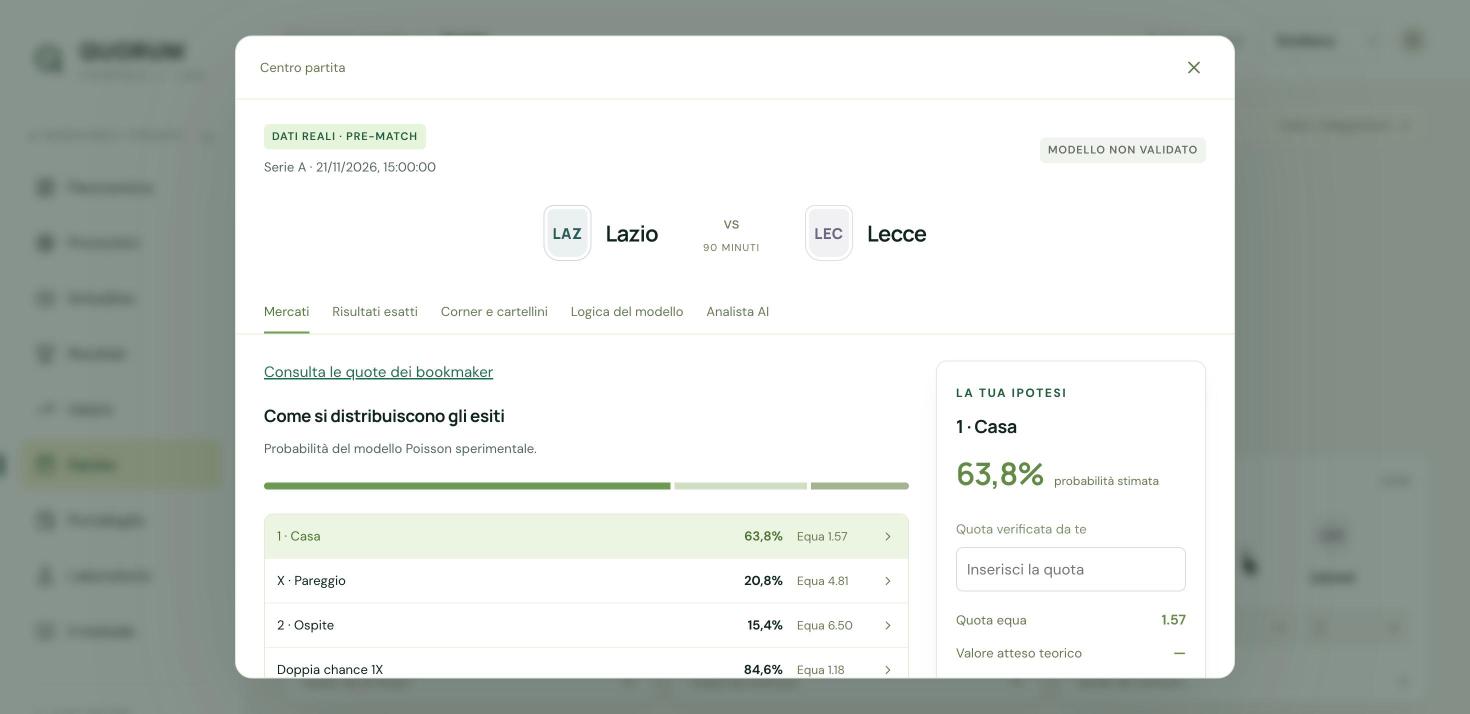 QUORUM
Centro partita
DATI REALI · PRE-MATCH
Serie A · 21/11/2026, 15:00:00
MODELLO NON VALIDATO
LAZ
Lazio
VS
90 MINUTI
LEC
Lecce
Mercati
Risultati esatti
Corner e cartellini
Logica del modello
Analista AI
Consulta le quote dei bookmaker
Come si distribuiscono gli esiti
Probabilità del modello Poisson sperimentale.
1 · Casa 63,8% Equa 1.57
X · Pareggio 20,8% Equa 4.81
2 · Ospite 15,4% Equa 6.50
Doppia chance 1X 84,6% Equa 1.18
LA TUA IPOTESI
1 · Casa
63,8% probabilità stimata
Quota verificata da te
Inserisci la quota
Quota equa 1.57
Valore atteso teorico —